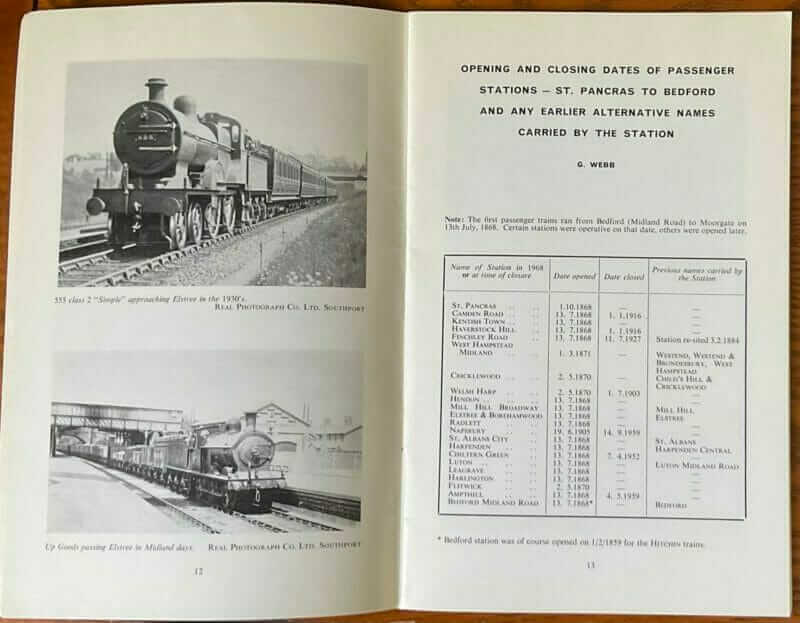 555 class 2 "Simple" approaching Elstree in the 1930's.
REAL PHOTOGRAPH CO. LTD. SOUTHPORT
Up Goods passing Elstree in Midland days. REAL PHOTOGRAPH CO. LTD. SOUTHPORT
12
OPENING AND CLOSING DATES OF PASSENGER
STATIONS – ST. PANCRAS TO BEDFORD
AND ANY EARLIER ALTERNATIVE NAMES
CARRIED BY THE STATION
G. WEBB
Note: The first passenger trains ran from Bedford (Midland Road) to Moorgate on
13th July, 1868. Certain stations were operative on that date, others were opened later.
Name of Station in 1968 or at time of closure Date opened Date closed Previous names carried by the Station
ST. PANCRAS .. .. 1.10.1868 — —
CAMDEN ROAD .. .. 13. 7.1868 1. 1.1916 —
KENTISH TOWN .. .. 13. 7.1868 — —
HAVERSTOCK HILL .. 13. 7.1868 1. 1.1916 —
FINCHLEY ROAD .. 13. 7.1868 11. 7.1927 Station re-sited 3.2.1884
WEST HAMPSTEAD
MIDLAND .. .. 1. 3.1871 — WESTEND, WESTEND &
BRONDESBURY, WEST
HAMPSTEAD
CRICKLEWOOD .. .. 2. 5.1870 — CHILD'S HILL &
CRICKLEWOOD
WELSH HARP .. .. 2. 5.1870 1. 7.1903 —
HENDON .. .. 13. 7.1868 — —
MILL HILL BROADWAY 13. 7.1868 — MILL HILL
ELSTREE & BOREHAMWOOD 13. 7.1868 — ELSTREE
RADLETT .. .. 13. 7.1868 — —
NAPSBURY .. .. 19. 6.1905 14. 9.1959 —
ST. ALBANS CITY .. 13. 7.1868 — ST. ALBANS
HARPENDEN .. .. 13. 7.1868 — HARPENDEN CENTRAL
CHILTERN GREEN .. 13. 7.1868 7. 4.1952 —
LUTON .. .. 13. 7.1868 — LUTON MIDLAND ROAD
LEAGRAVE .. .. 13. 7.1868 — —
HARLINGTON .. .. 13. 7.1868 — —
FLITWICK .. .. 2. 5.1870 — —
AMPTHILL .. .. 13. 7.1868 4. 5.1959 —
BEDFORD MIDLAND ROAD 13. 7.1868* — BEDFORD
* Bedford station was of course opened on 1/2/1859 for the HITCHIN trains.
13